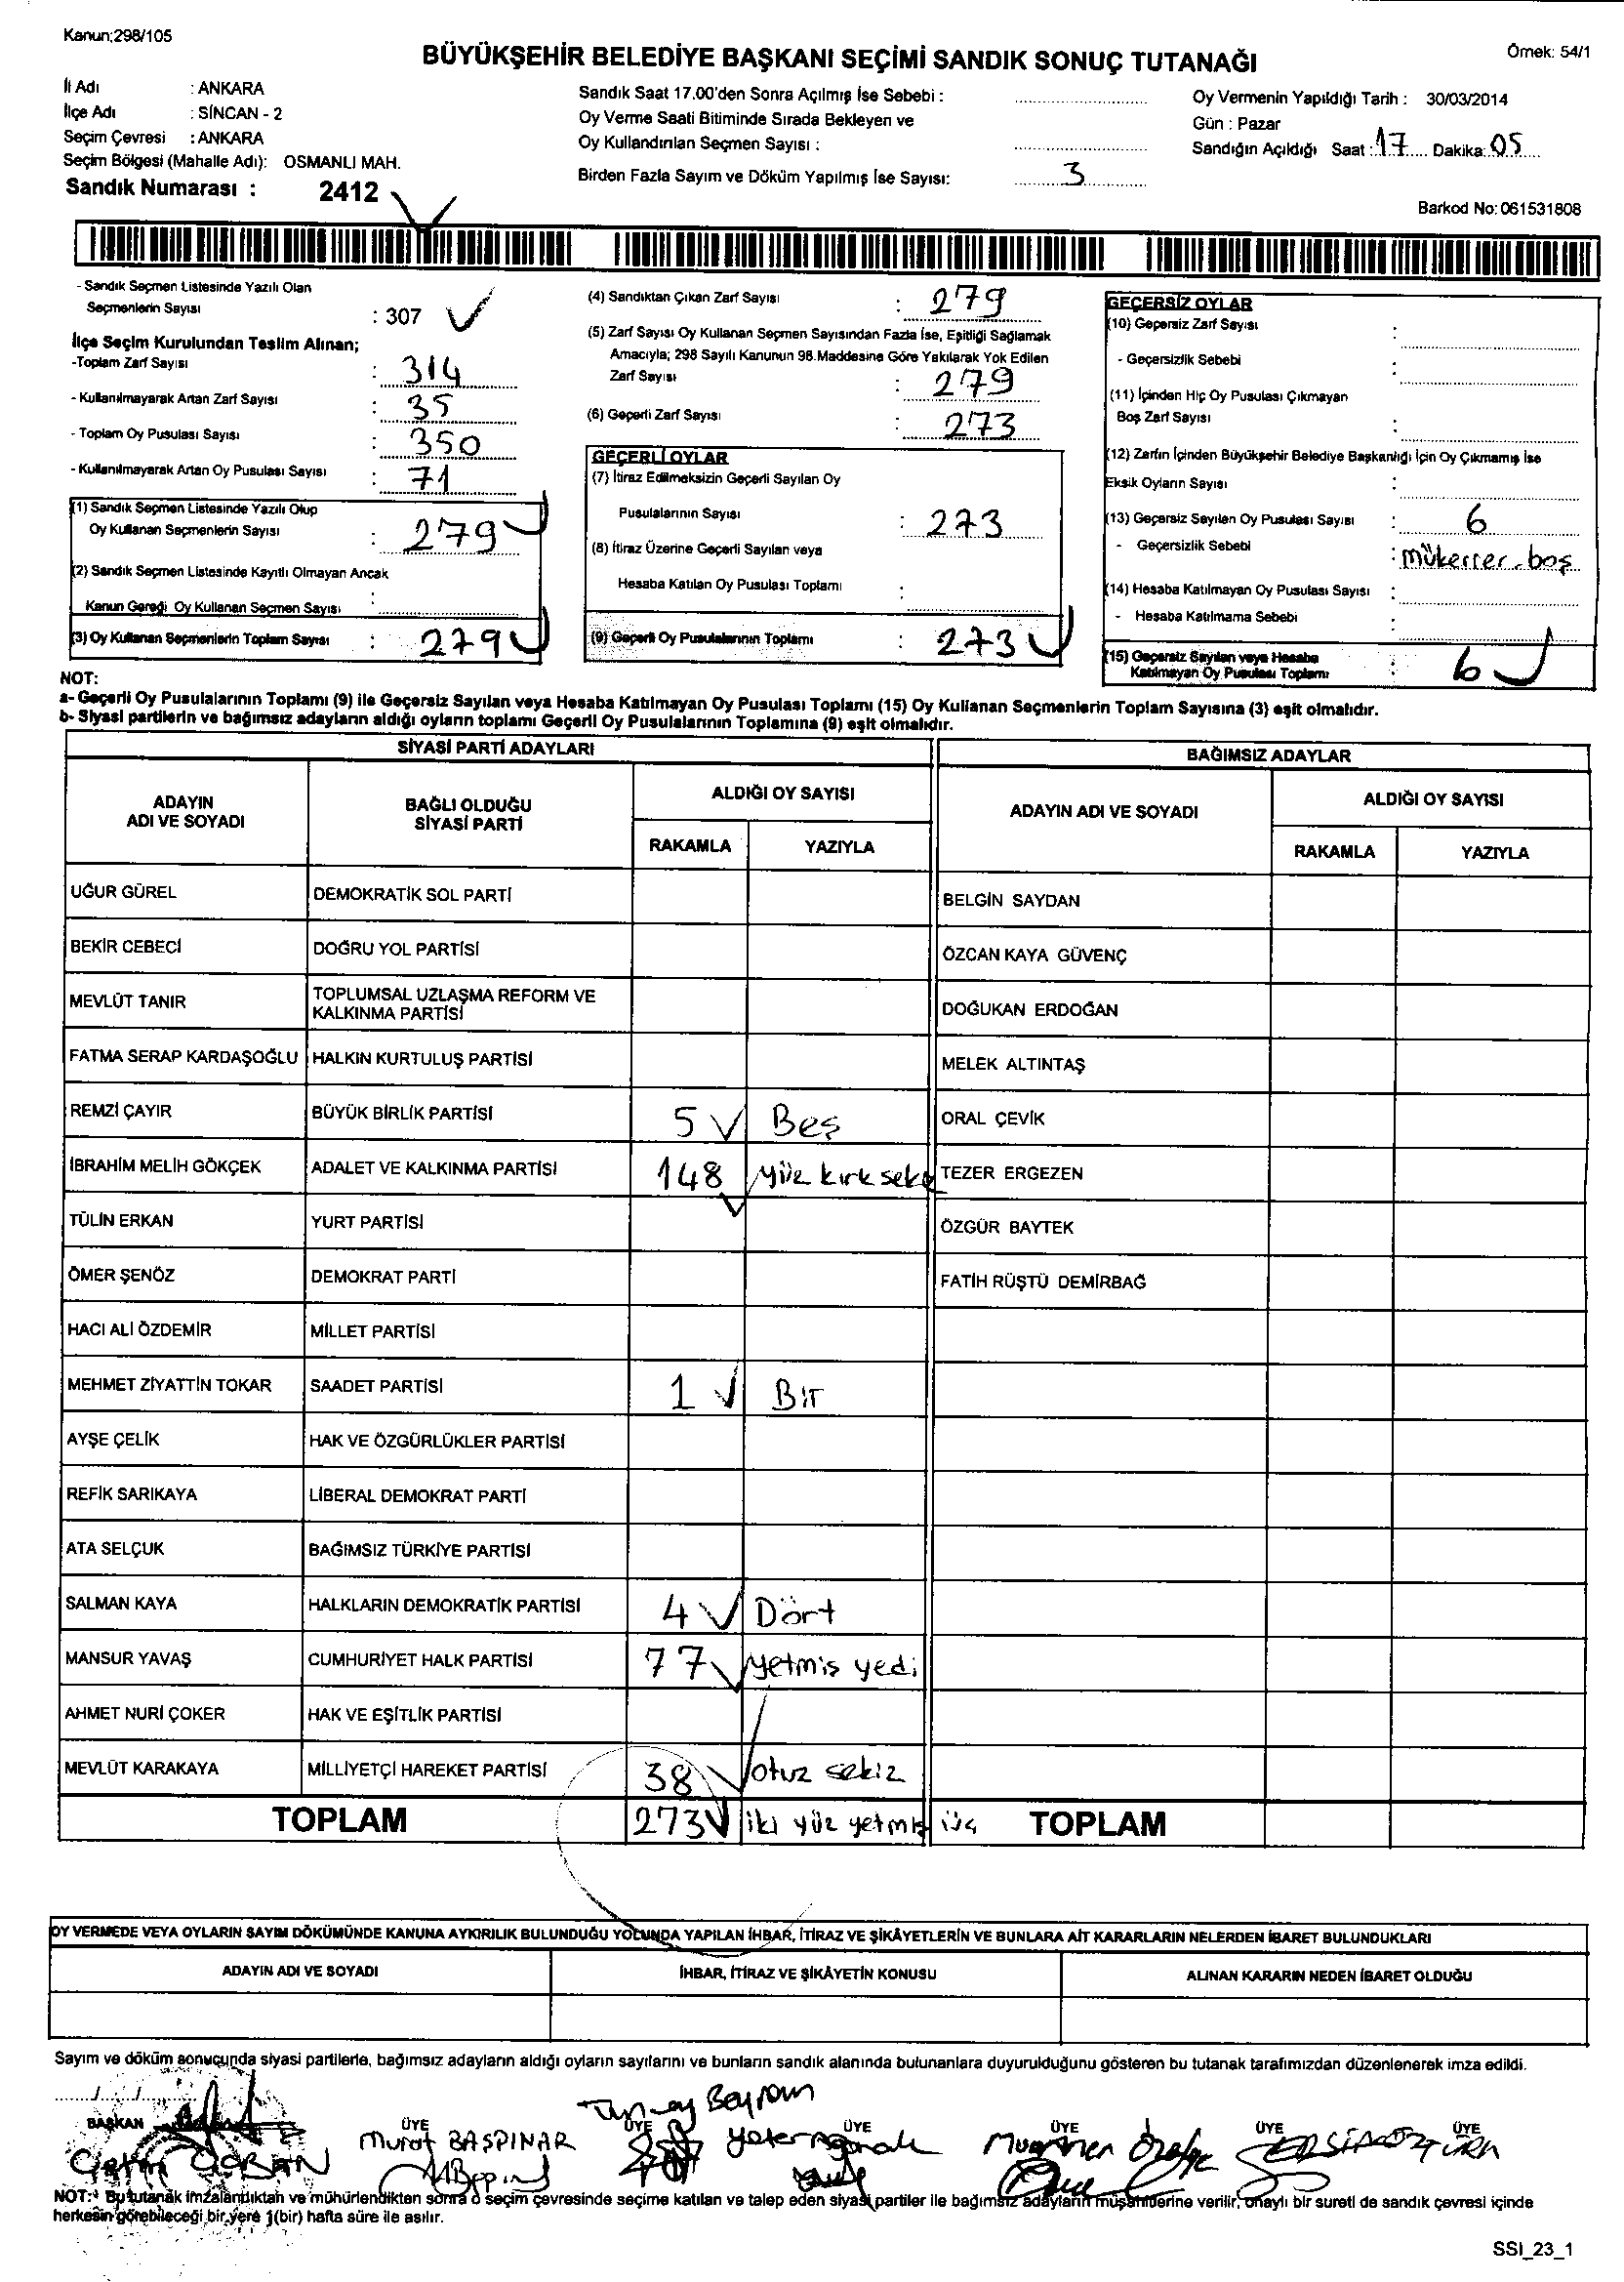 Kanun;298/105
BÜYÜKŞEHİR BELEDİYE BAŞKANI SEÇİMİ SANDIK SONUÇ TUTANAĞI
Örnek: 54/1
İl Adı : ANKARA
İlçe Adı : SİNCAN - 2
Seçim Çevresi : ANKARA
Seçim Bölgesi (Mahalle Adı): OSMANLI MAH.
Sandık Numarası : 2412
Sandık Saat 17.00'den Sonra Açılmış İse Sebebi :
Oy Verme Saati Bitiminde Sırada Bekleyen ve
Oy Kullandırılan Seçmen Sayısı :
Birden Fazla Sayım ve Döküm Yapılmış İse Sayısı: 3
Oy Vermenin Yapıldığı Tarih : 30/03/2014
Gün : Pazar
Sandığın Açıldığı Saat : 17 Dakika: 05
Barkod No: 061531808
- Sandık Seçmen Listesinde Yazılı Olan
Seçmenlerin Sayısı : 307
İlçe Seçim Kurulundan Teslim Alınan;
-Toplam Zarf Sayısı : 314
- Kullanılmayarak Artan Zarf Sayısı : 35
- Toplam Oy Pusulası Sayısı : 350
- Kullanılmayarak Artan Oy Pusulası Sayısı : 71
(1) Sandık Seçmen Listesinde Yazılı Olup
Oy Kullanan Seçmenlerin Sayısı : 279
(2) Sandık Seçmen Listesinde Kayıtlı Olmayan Ancak
Kanun Gereği Oy Kullanan Seçmen Sayısı :
(3) Oy Kullanan Seçmenlerin Toplam Sayısı : 279
(4) Sandıktan Çıkan Zarf Sayısı : 279
(5) Zarf Sayısı Oy Kullanan Seçmen Sayısından Fazla İse, Eşitliği Sağlamak
Amacıyla; 298 Sayılı Kanunun 98.Maddesine Göre Yakılarak Yok Edilen
Zarf Sayısı : 279
(6) Geçerli Zarf Sayısı : 273
GEÇERLİ OYLAR
(7) İtiraz Edilmeksizin Geçerli Sayılan Oy
Pusulalarının Sayısı : 273
(8) İtiraz Üzerine Geçerli Sayılan veya
Hesaba Katılan Oy Pusulası Toplamı :
(9) Geçerli Oy Pusulalarının Toplamı : 273
GEÇERSİZ OYLAR
(10) Geçersiz Zarf Sayısı :
- Geçersizlik Sebebi :
(11) İçinden Hiç Oy Pusulası Çıkmayan
Boş Zarf Sayısı :
(12) Zarfın İçinden Büyükşehir Belediye Başkanlığı İçin Oy Çıkmamış İse
Eksik Oyların Sayısı :
(13) Geçersiz Sayılan Oy Pusulası Sayısı : 6
- Geçersizlik Sebebi : mükerrer - boş
(14) Hesaba Katılmayan Oy Pusulası Sayısı :
- Hesaba Katılmama Sebebi :
(15) Geçersiz Sayılan veya Hesaba
Katılmayan Oy Pusulası Toplamı : 6
NOT:
a- Geçerli Oy Pusulalarının Toplamı (9) ile Geçersiz Sayılan veya Hesaba Katılmayan Oy Pusulası Toplamı (15) Oy Kullanan Seçmenlerin Toplam Sayısına (3) eşit olmalıdır.
b- Siyasi partilerin ve bağımsız adayların aldığı oyların toplamı Geçerli Oy Pusulalarının Toplamına (9) eşit olmalıdır.
SİYASİ PARTİ ADAYLARI
BAĞIMSIZ ADAYLAR
ADAYIN ADI VE SOYADI
BAĞLI OLDUĞU SİYASİ PARTİ
ALDIĞI OY SAYISI
RAKAMLA YAZIYLA
ADAYIN ADI VE SOYADI
ALDIĞI OY SAYISI
RAKAMLA YAZIYLA
UĞUR GÜREL DEMOKRATİK SOL PARTİ BELGİN SAYDAN
BEKİR CEBECİ DOĞRU YOL PARTİSİ ÖZCAN KAYA GÜVENÇ
MEVLÜT TANIR TOPLUMSAL UZLAŞMA REFORM VE KALKINMA PARTİSİ DOĞUKAN ERDOĞAN
FATMA SERAP KARDAŞOĞLU HALKIN KURTULUŞ PARTİSİ MELEK ALTINTAŞ
REMZİ ÇAYIR BÜYÜK BİRLİK PARTİSİ 5 Beş ORAL ÇEVİK
İBRAHİM MELİH GÖKÇEK ADALET VE KALKINMA PARTİSİ 148 yüz kırk sekiz TEZER ERGEZEN
TÜLİN ERKAN YURT PARTİSİ ÖZGÜR BAYTEK
ÖMER ŞENÖZ DEMOKRAT PARTİ FATİH RÜŞTÜ DEMİRBAĞ
HACI ALİ ÖZDEMİR MİLLET PARTİSİ
MEHMET ZİYATTİN TOKAR SAADET PARTİSİ 1 Bir
AYŞE ÇELİK HAK VE ÖZGÜRLÜKLER PARTİSİ
REFİK SARIKAYA LİBERAL DEMOKRAT PARTİ
ATA SELÇUK BAĞIMSIZ TÜRKİYE PARTİSİ
SALMAN KAYA HALKLARIN DEMOKRATİK PARTİSİ 4 Dört
MANSUR YAVAŞ CUMHURİYET HALK PARTİSİ 77 yetmis yedi
AHMET NURİ ÇOKER HAK VE EŞİTLİK PARTİSİ
MEVLÜT KARAKAYA MİLLİYETÇİ HAREKET PARTİSİ 38 otuz sekiz
TOPLAM 273 iki yüz yetmiş üç TOPLAM
OY VERMEDE VEYA OYLARIN SAYIM DÖKÜMÜNDE KANUNA AYKIRILIK BULUNDUĞU YOLUNDA YAPILAN İHBAR, İTİRAZ VE ŞİKÂYETLERİN VE BUNLARA AİT KARARLARIN NELERDEN İBARET BULUNDUKLARI
ADAYIN ADI VE SOYADI İHBAR, İTİRAZ VE ŞİKÂYETİN KONUSU ALINAN KARARIN NEDEN İBARET OLDUĞU
Sayım ve döküm sonucunda siyasi partilerle, bağımsız adayların aldığı oyların sayılarını ve bunların sandık alanında bulunanlara duyurulduğunu gösteren bu tutanak tarafımızdan düzenlenerek imza edildi.
BAŞKAN ÜYE ÜYE ÜYE ÜYE ÜYE ÜYE
Murat BAŞPINAR
Bayram
NOT: Bu tutanak imzalandıktan ve mühürlendikten sonra o seçim çevresinde seçime katılan ve talep eden siyasi partiler ile bağımsız adayların müşahitlerine verilir, onaylı bir sureti de sandık çevresi içinde
herkesin görebileceği bir yere 1(bir) hafta süre ile asılır.
SSI_23_1